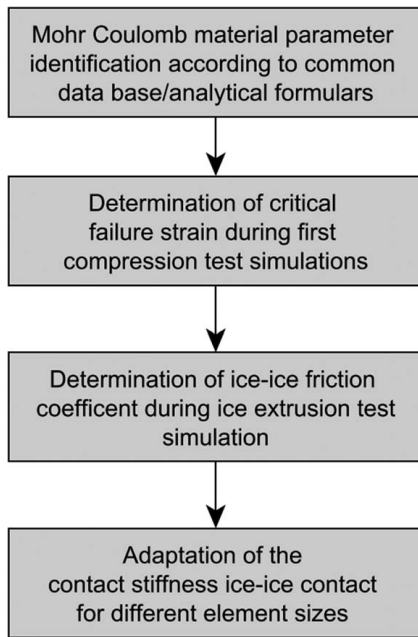 Mohr Coulomb material parameter
identification according to common
data base/analytical formulars
Determination of critical
failure strain during first
compression test simulations
Determination of ice-ice friction
coefficent during ice extrusion test
simulation
Adaptation of the
contact stiffness ice-ice contact
for different element sizes